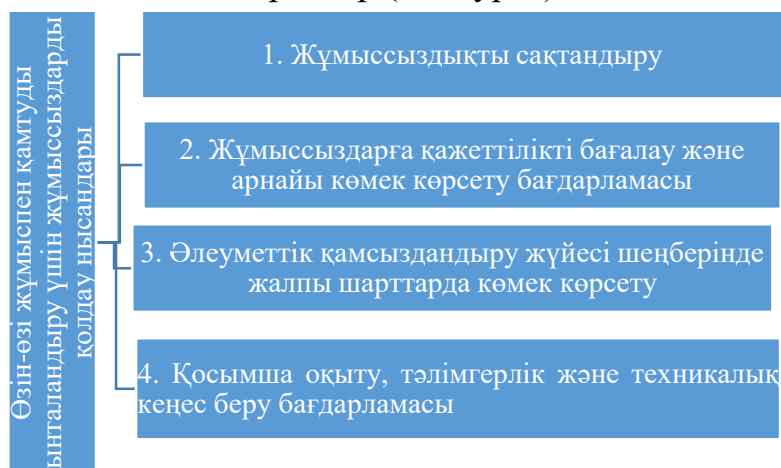 Өзін-өзі жұмыспен қамтуды
ынталандыру үшін жұмыссыздарды
қолдау нысандары
1. Жұмыссыздықты сақтандыру
2. Жұмыссыздарға қажеттілікті бағалау және
арнайы көмек көрсету бағдарламасы
3. Әлеуметтік қамсыздандыру жүйесі шеңберінде
жалпы шарттарда көмек көрсету
4. Қосымша оқыту, тәлімгерлік және техникалық
кеңес беру бағдарламасы